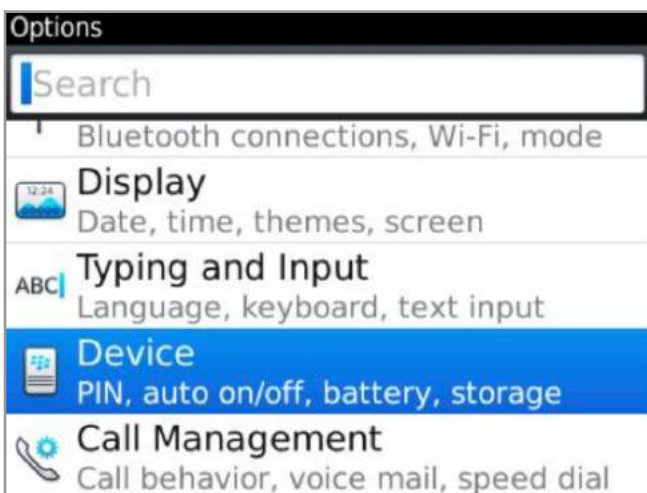 Options
Search
Bluetooth connections, Wi-Fi, mode
12:24
Display
Date, time, themes, screen
ABC
Typing and Input
Language, keyboard, text input
Device
PIN, auto on/off, battery, storage
Call Management
Call behavior, voice mail, speed dial